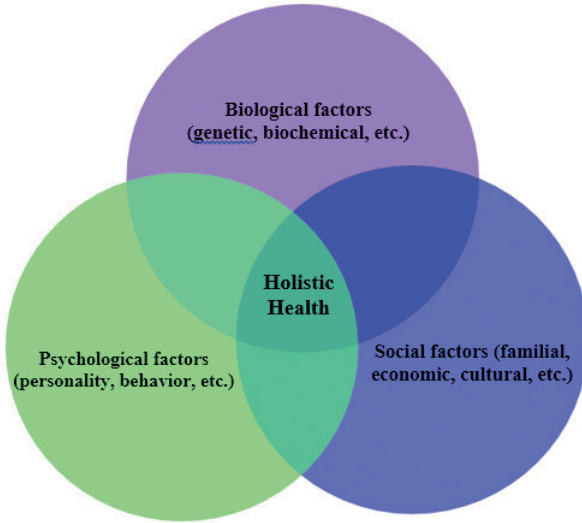 Biological factors
(genetic, biochemical, etc.)
Holistic
Health
Psychological factors
(personality, behavior, etc.)
Social factors (familial,
economic, cultural, etc.)